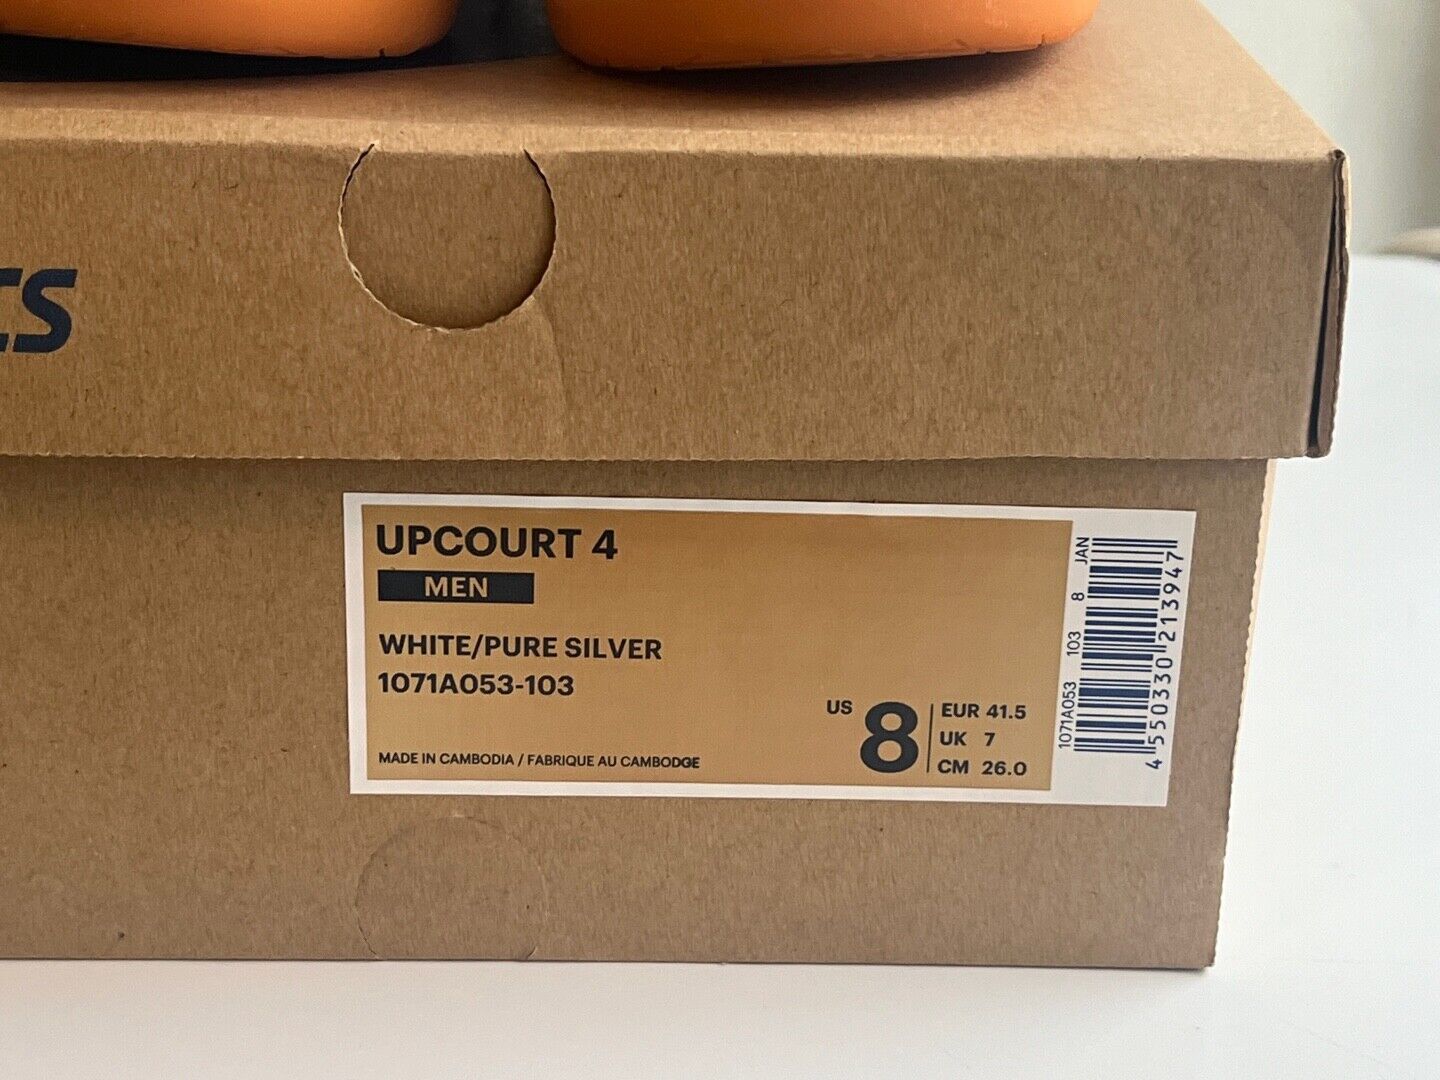 CS
UPCOURT 4
MEN
WHITE/PURE SILVER
1071A053-103
MADE IN CAMBODIA / FABRIQUE AU CAMBODGE
US 8
EUR 41.5
UK 7
CM 26.0
1071A053 103 8 JAN
4 550330 213947